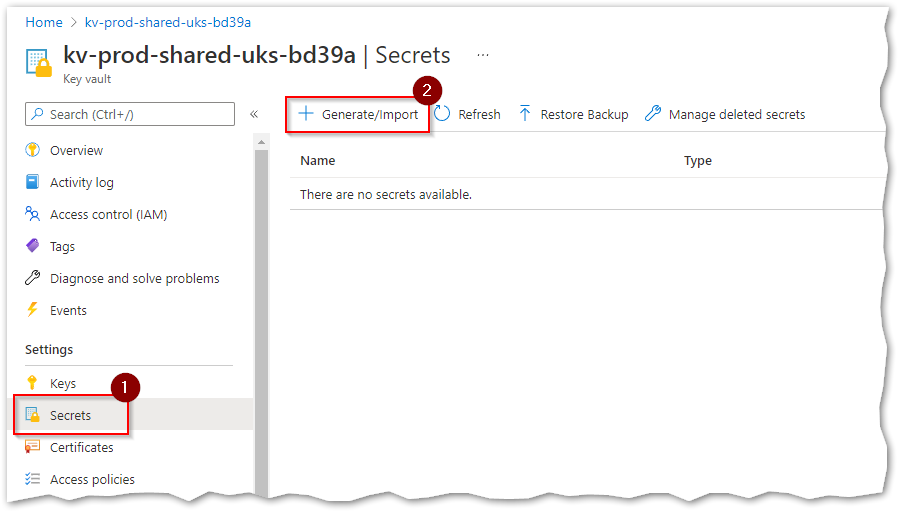 Home > kv-prod-shared-uks-bd39a
kv-prod-shared-uks-bd39a | Secrets ...
Key vault
Search (Ctrl+/) «
Generate/Import 2 Refresh Restore Backup Manage deleted secrets
Name Type
There are no secrets available.
Overview
Activity log
Access control (IAM)
Tags
Diagnose and solve problems
Events
Settings
Keys
1
Secrets
Certificates
Access policies